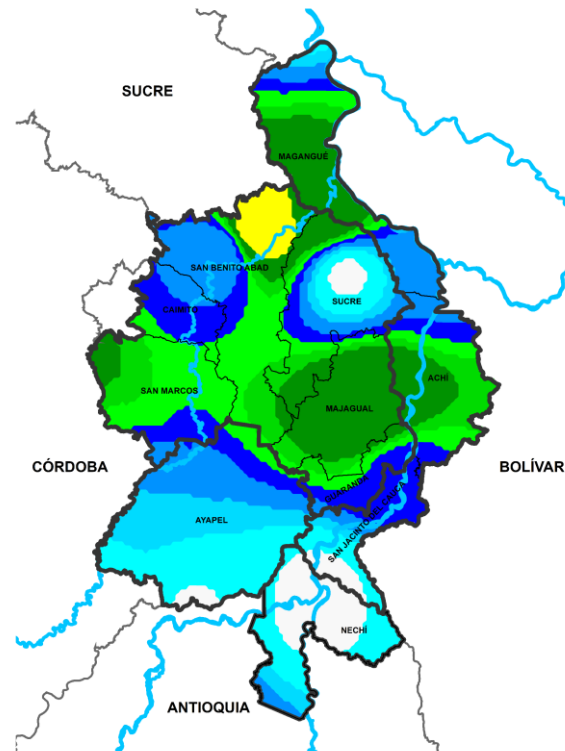 SUCRE
MAGANGUÉ
SAN BENITO ABAD
SUCRE
CAIMITO
ACHÍ
SAN MARCOS
MAJAGUAL
CÓRDOBA
BOLÍVAR
GUARANDA
AYAPEL
SAN JACINTO DEL CAUCA
NECHÍ
ANTIOQUIA